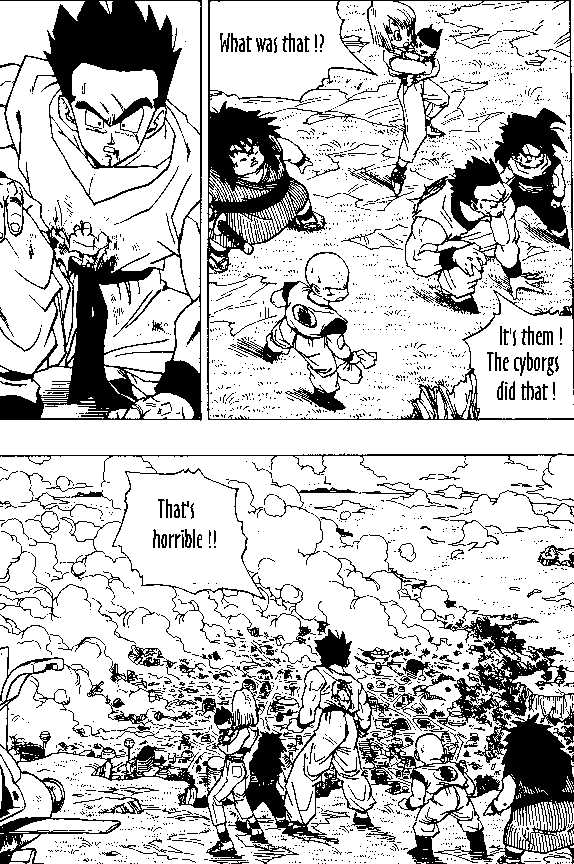 What was that !?
It's them !
The cyborgs
did that !
That's
horrible !!